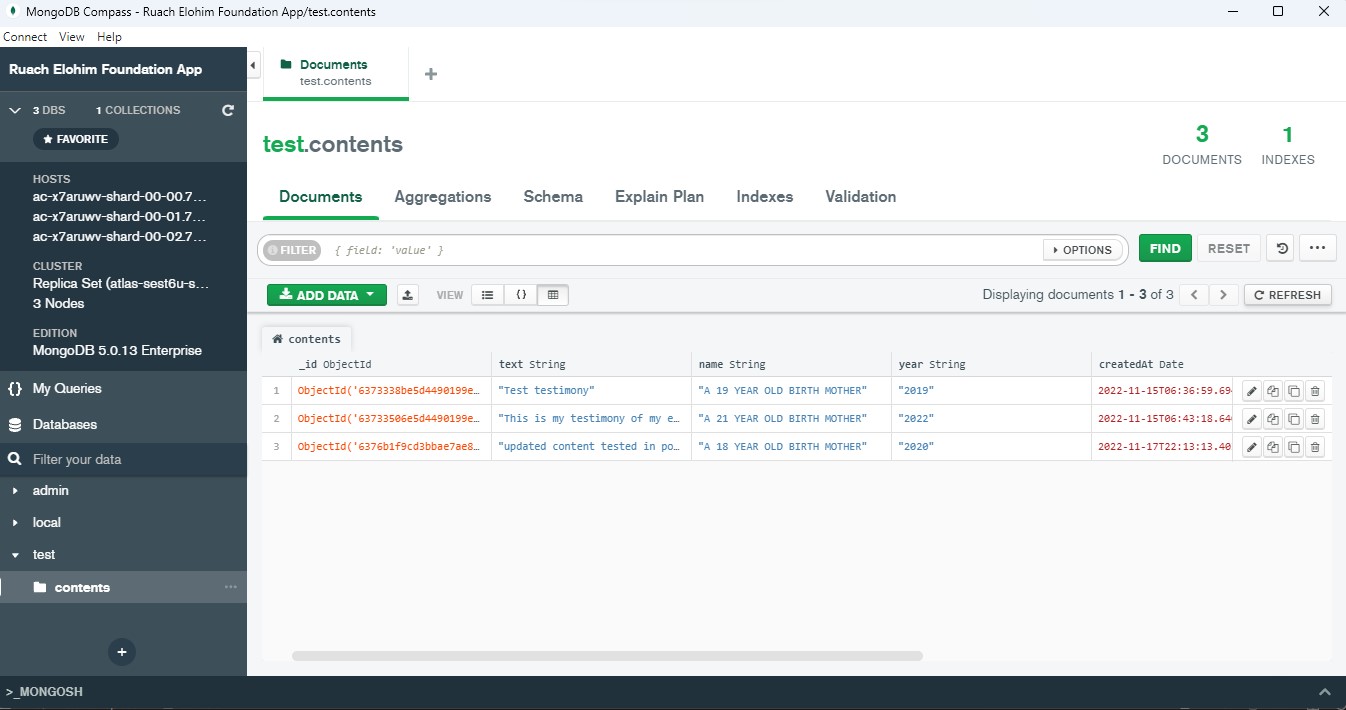 MongoDB Compass - Ruach Elohim Foundation App/test.contents
Connect View Help
Ruach Elohim Foundation App
3 DBS 1 COLLECTIONS
FAVORITE
HOSTS
ac-x7aruwv-shard-00-00.7...
ac-x7aruwv-shard-00-01.7...
ac-x7aruwv-shard-00-02.7...
CLUSTER
Replica Set (atlas-sest6u-s...
3 Nodes
EDITION
MongoDB 5.0.13 Enterprise
{} My Queries
Databases
Filter your data
admin
local
test
contents
...
+
Documents
test.contents
+
test.contents
3 DOCUMENTS
1 INDEXES
Documents Aggregations Schema Explain Plan Indexes Validation
FILTER { field: 'value' } OPTIONS FIND RESET ...
ADD DATA VIEW {} Displaying documents 1 - 3 of 3 < > REFRESH
contents
_id ObjectId text String name String year String createdAt Date
1 ObjectId('6373338be5d4490199e... "Test testimony" "A 19 YEAR OLD BIRTH MOTHER" "2019" 2022-11-15T06:36:59.69
2 ObjectId('63733506e5d4490199e... "This is my testimony of my e... "A 21 YEAR OLD BIRTH MOTHER" "2022" 2022-11-15T06:43:18.64
3 ObjectId('6376b1f9cd3bbae7ae8... "updated content tested in po... "A 18 YEAR OLD BIRTH MOTHER" "2020" 2022-11-17T22:13:13.40
>_MONGOSH